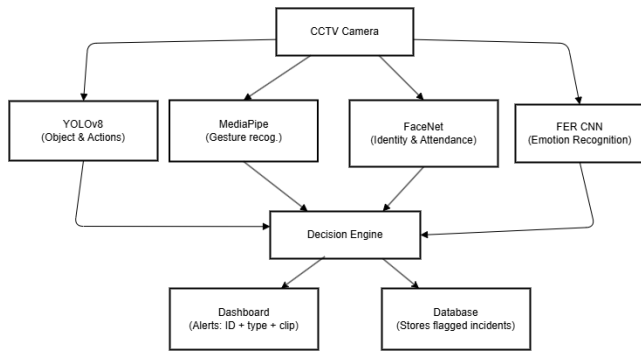 CCTV Camera
YOLOv8
(Object & Actions)
MediaPipe
(Gesture recog.)
FaceNet
(Identity & Attendance)
FER CNN
(Emotion Recognition)
Decision Engine
Dashboard
(Alerts: ID + type + clip)
Database
(Stores flagged incidents)